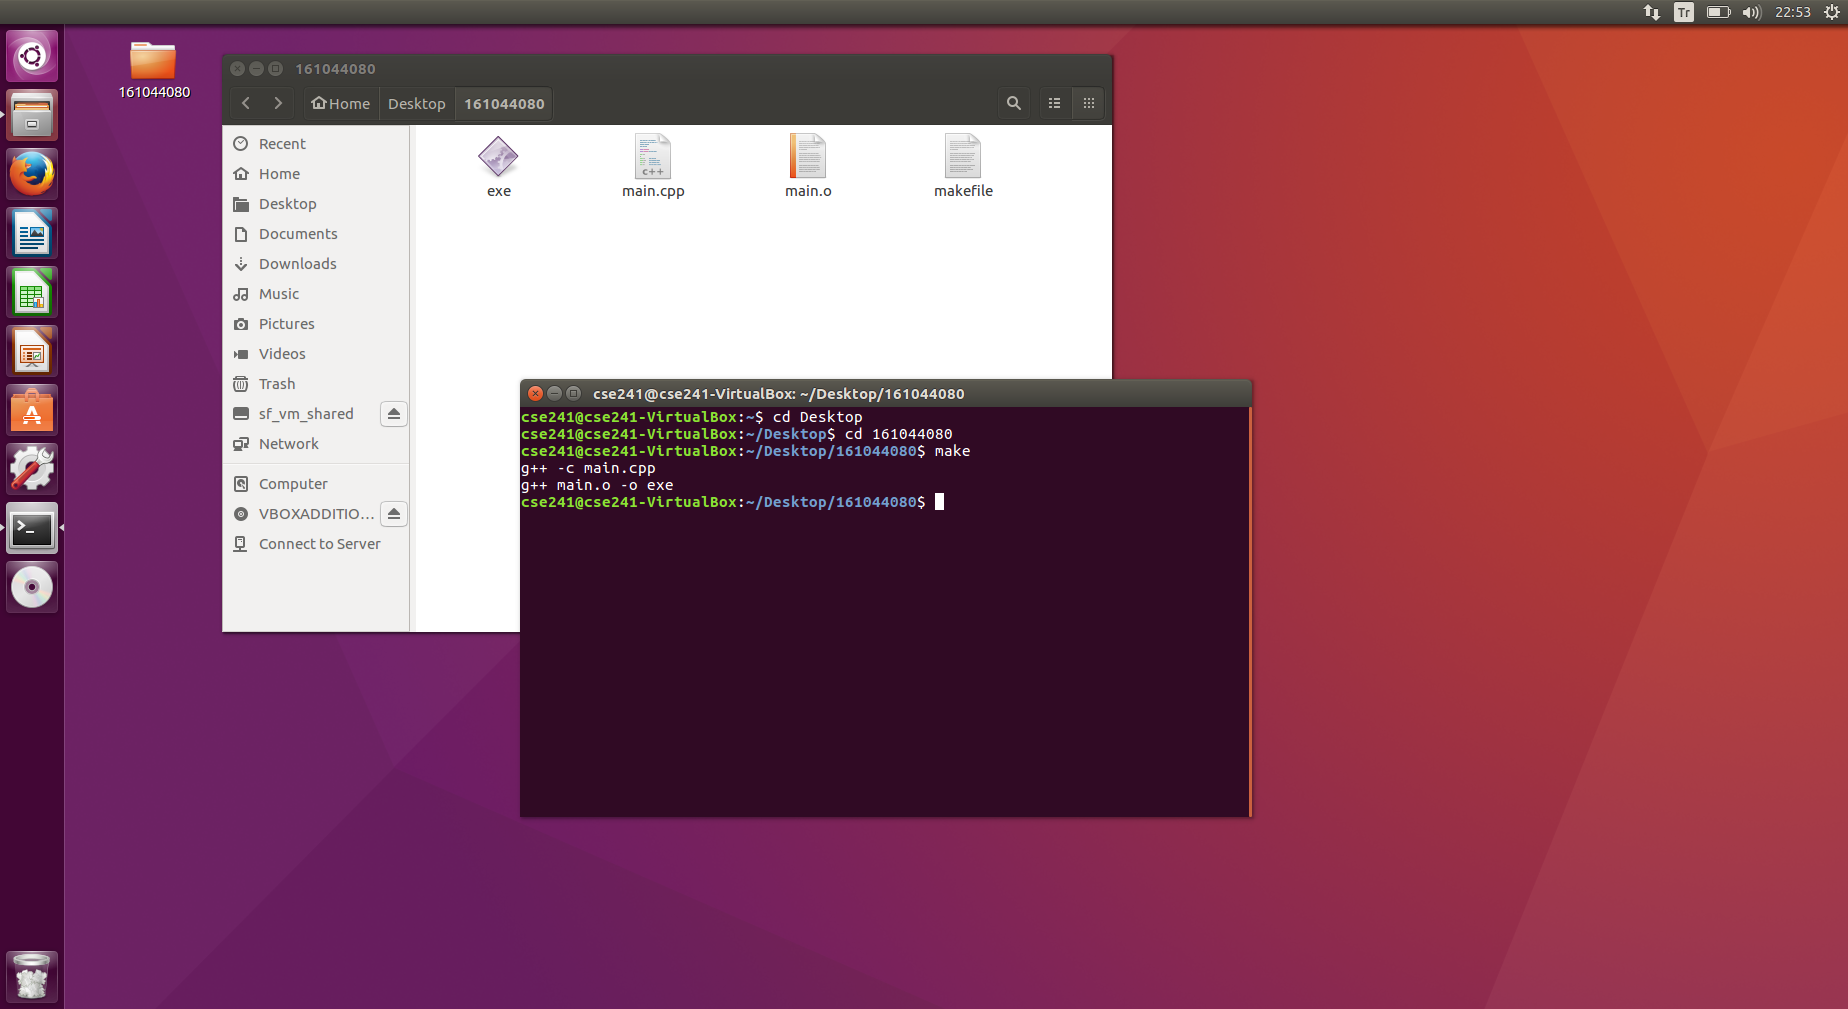 Tr
22:53
161044080
161044080
Home
Desktop
161044080
Recent
Home
Desktop
Documents
Downloads
Music
Pictures
Videos
Trash
sf_vm_shared
Network
Computer
VBOXADDITIO...
Connect to Server
exe
c++
main.cpp
main.o
makefile
cse241@cse241-VirtualBox: ~/Desktop/161044080
cse241@cse241-VirtualBox:~$ cd Desktop
cse241@cse241-VirtualBox:~/Desktop$ cd 161044080
cse241@cse241-VirtualBox:~/Desktop/161044080$ make
g++ -c main.cpp
g++ main.o -o exe
cse241@cse241-VirtualBox:~/Desktop/161044080$